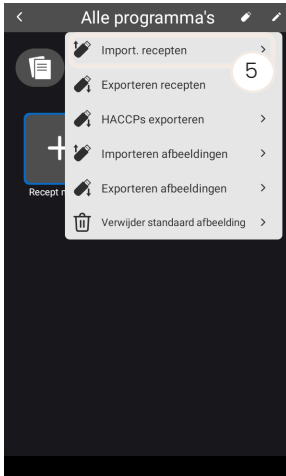 Alle programma's
Import. recepten
5
Exporteren recepten
HACCPs exporteren
Importeren afbeeldingen
Exporteren afbeeldingen
Verwijder standaard afbeelding
Recept